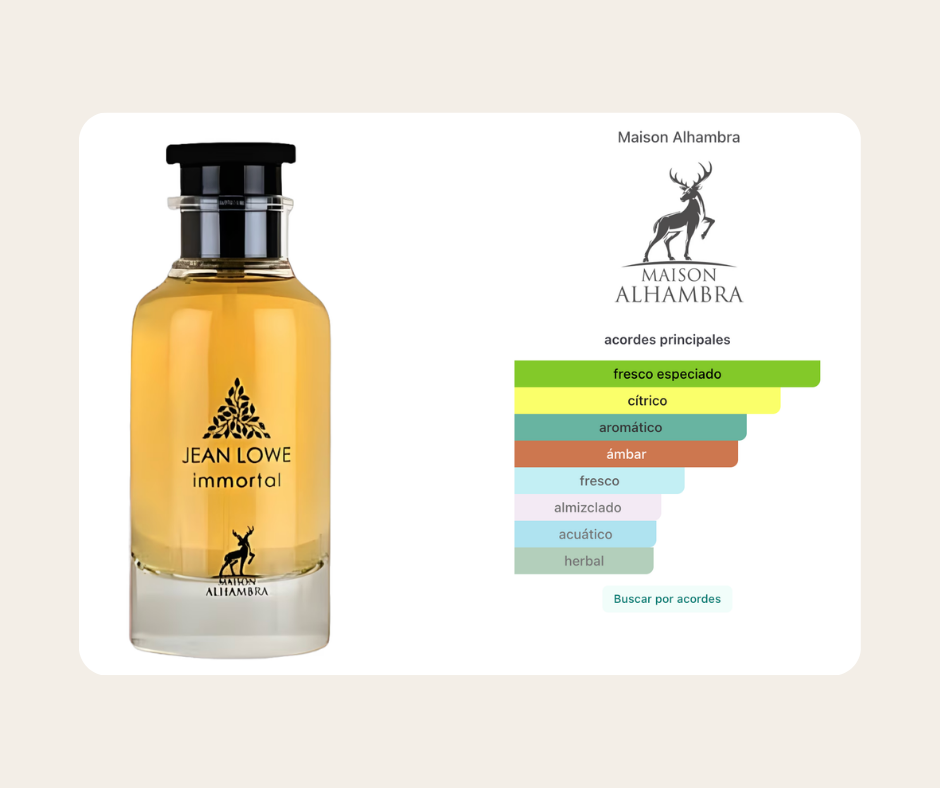 JEAN LOWE
immortal
MAISON
ALHAMBRA
Maison Alhambra
MAISON
ALHAMBRA
acordes principales
fresco especiado
cítrico
aromático
ámbar
fresco
almizclado
acuático
herbal
Buscar por acordes